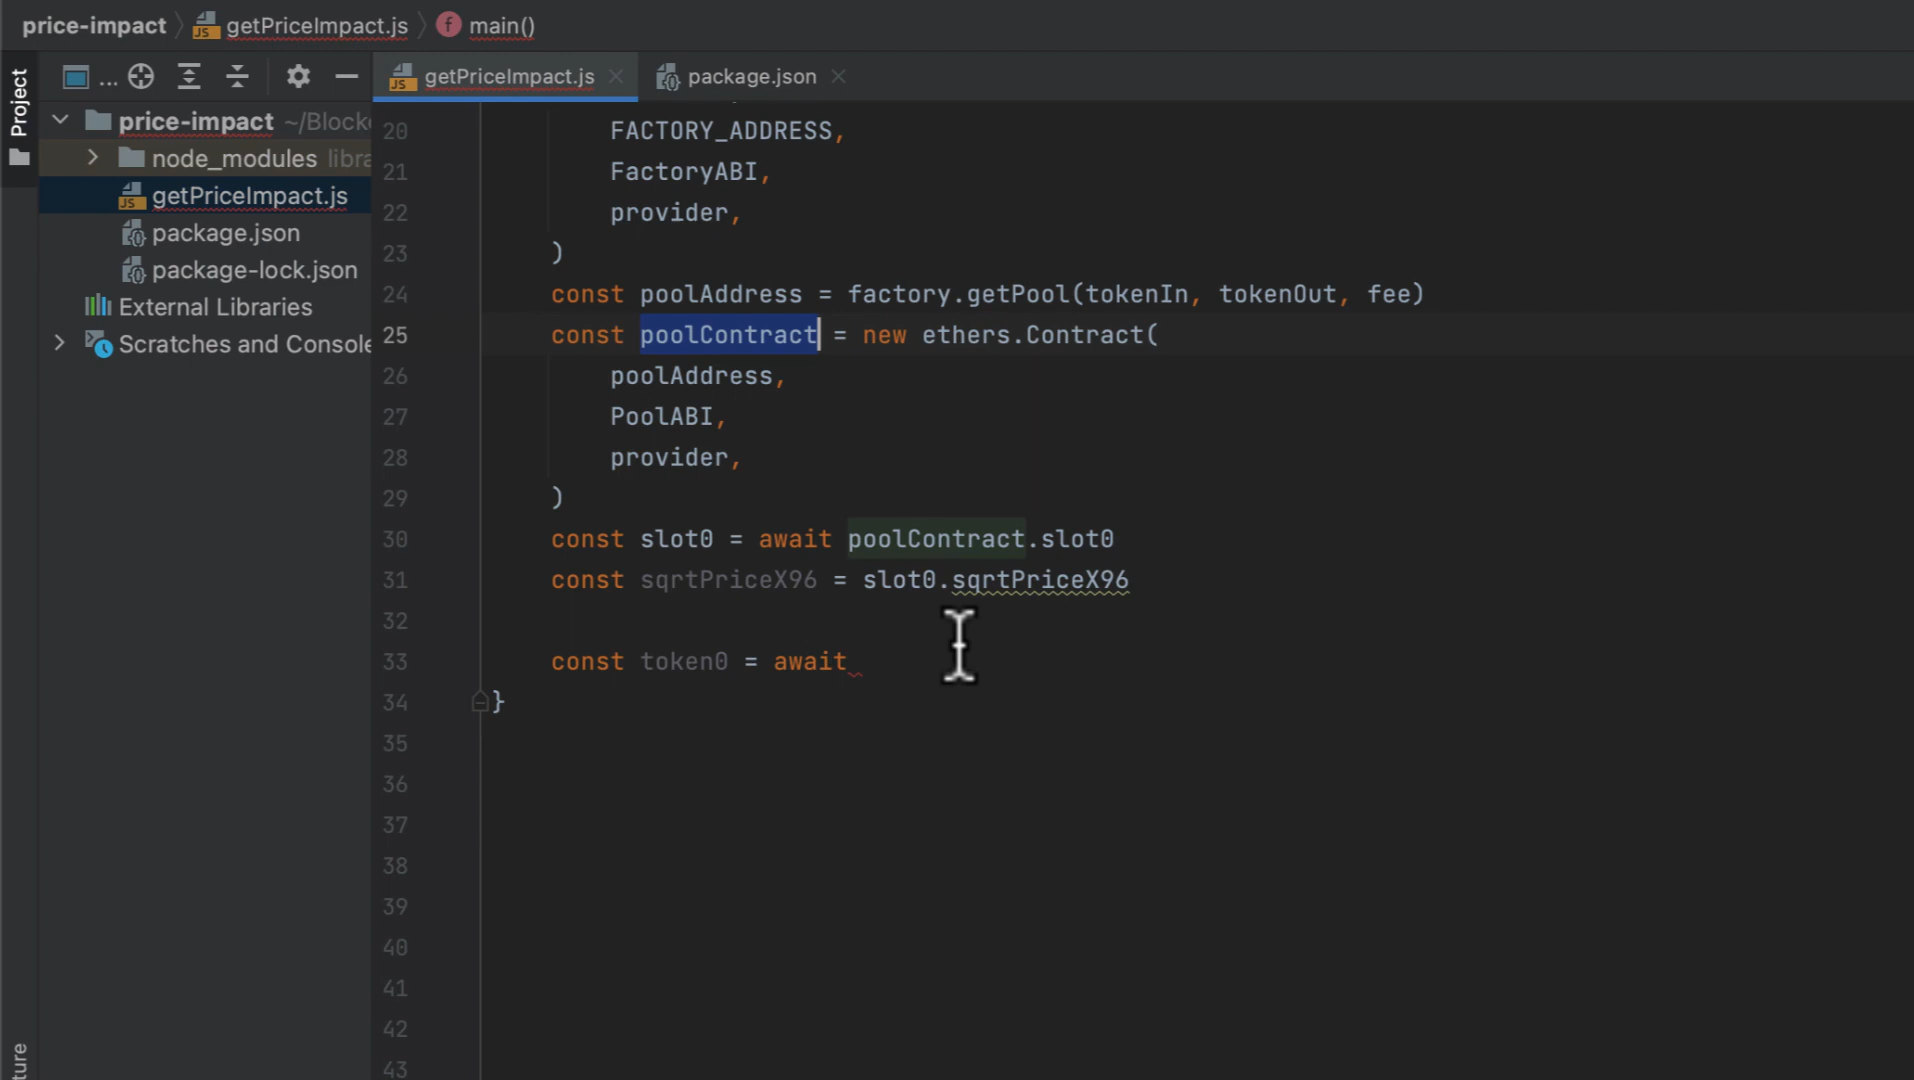 price-impact getPriceImpact.js main()
Project
...
getPriceImpact.js package.json
price-impact ~/Blocke
node_modules libra
getPriceImpact.js
package.json
package-lock.json
External Libraries
Scratches and Console
20 FACTORY_ADDRESS,
21 FactoryABI,
22 provider,
23 )
24 const poolAddress = factory.getPool(tokenIn, tokenOut, fee)
25 const poolContract = new ethers.Contract(
26 poolAddress,
27 PoolABI,
28 provider,
29 )
30 const slot0 = await poolContract.slot0
31 const sqrtPriceX96 = slot0.sqrtPriceX96
32
33 const token0 = await
34 }
35
36
37
38
39
40
41
42
43
ture